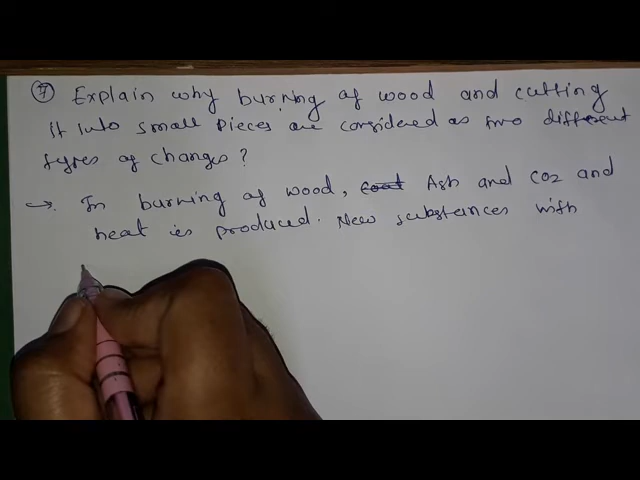 7 Explain why burning of wood and cutting
it into small pieces are considered as two different
types of changes?
→ In burning of wood, Ash and CO2 and
heat is produced. New substances with